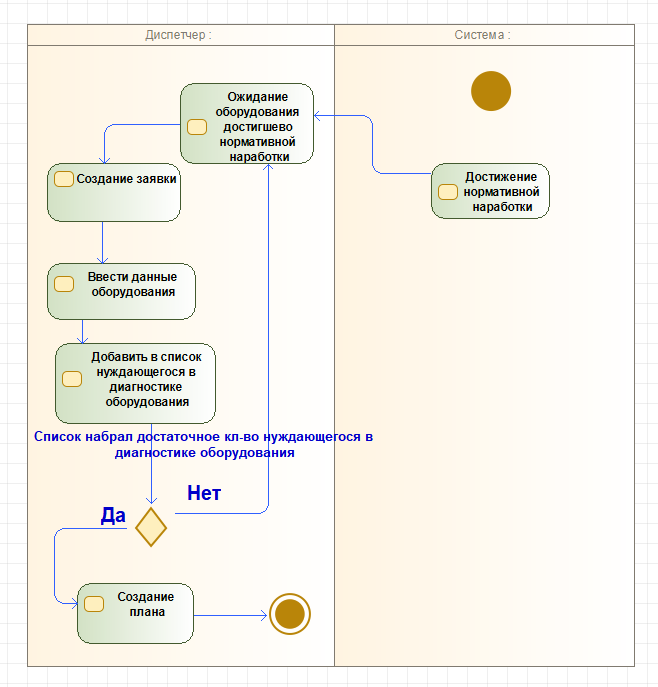 Диспетчер :
Система :
Ожидание
оборудования
достигшево
нормативной
наработки
Достижение
нормативной
наработки
Создание заявки
Ввести данные
оборудования
Добавить в список
нуждающегося в
диагностике
оборудования
Список набрал достаточное кл-во нуждающегося в
диагностике оборудования
Нет
Да
Создание
плана